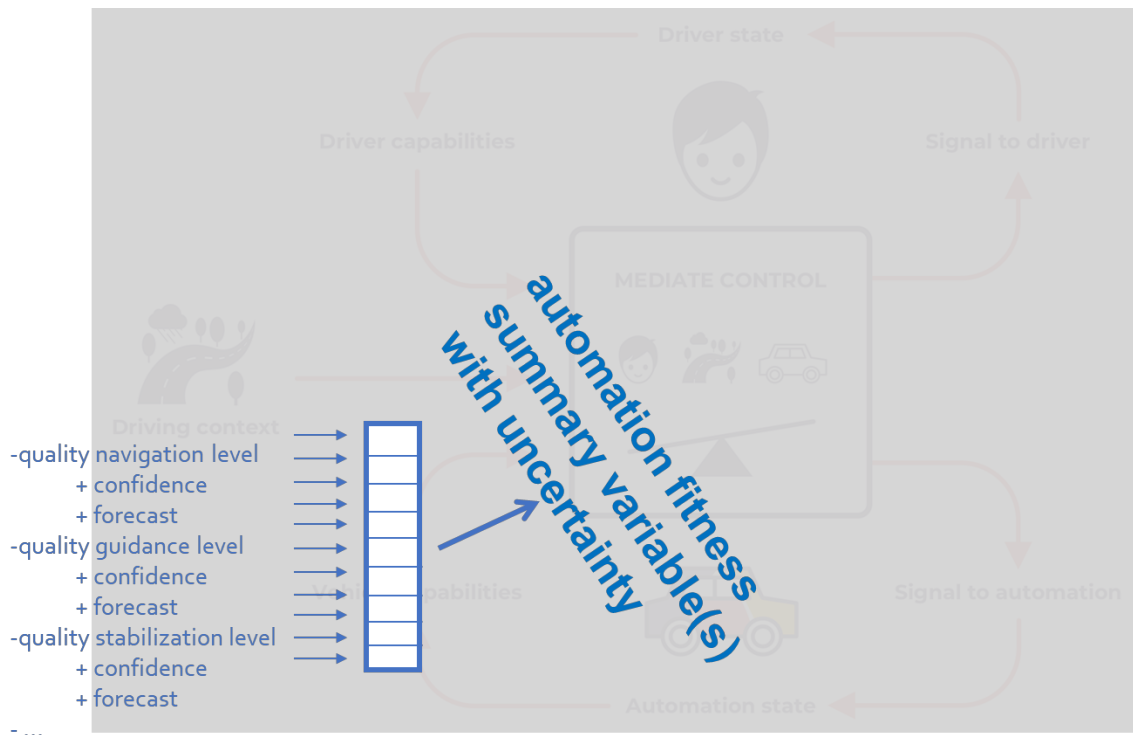 Driver state
Driver capabilities
Signal to driver
MEDIATE CONTROL
Driving context
automation fitness
summary variable(s)
with uncertainty
-quality navigation level
+ confidence
+ forecast
-quality guidance level
+ confidence
+ forecast
-quality stabilization level
+ confidence
+ forecast
-...
Vehicle capabilities
Signal to automation
Automation state